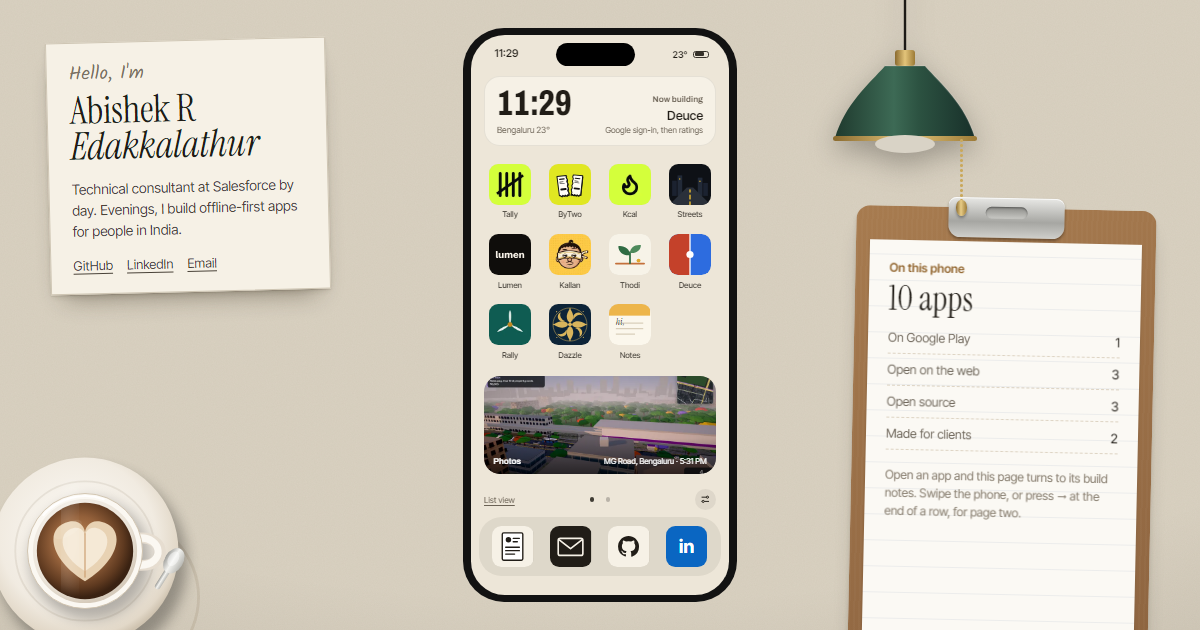 Hello, I'm
Abishek R
Edakkalathur
Technical consultant at Salesforce by
day. Evenings, I build offline-first apps
for people in India.
GitHub LinkedIn Email
11:29 23°
11:29
Bengaluru 23°
Now building
Deuce
Google sign-in, then ratings
Tally ByTwo Kcal Streets
lumen
Lumen Kallan Thodi Deuce
hi.
Rally Dazzle Notes
Photos MG Road, Bengaluru · 5:31 PM
List view
in
On this phone
10 apps
On Google Play 1
Open on the web 3
Open source 3
Made for clients 2
Open an app and this page turns to its build
notes. Swipe the phone, or press → at the
end of a row, for page two.